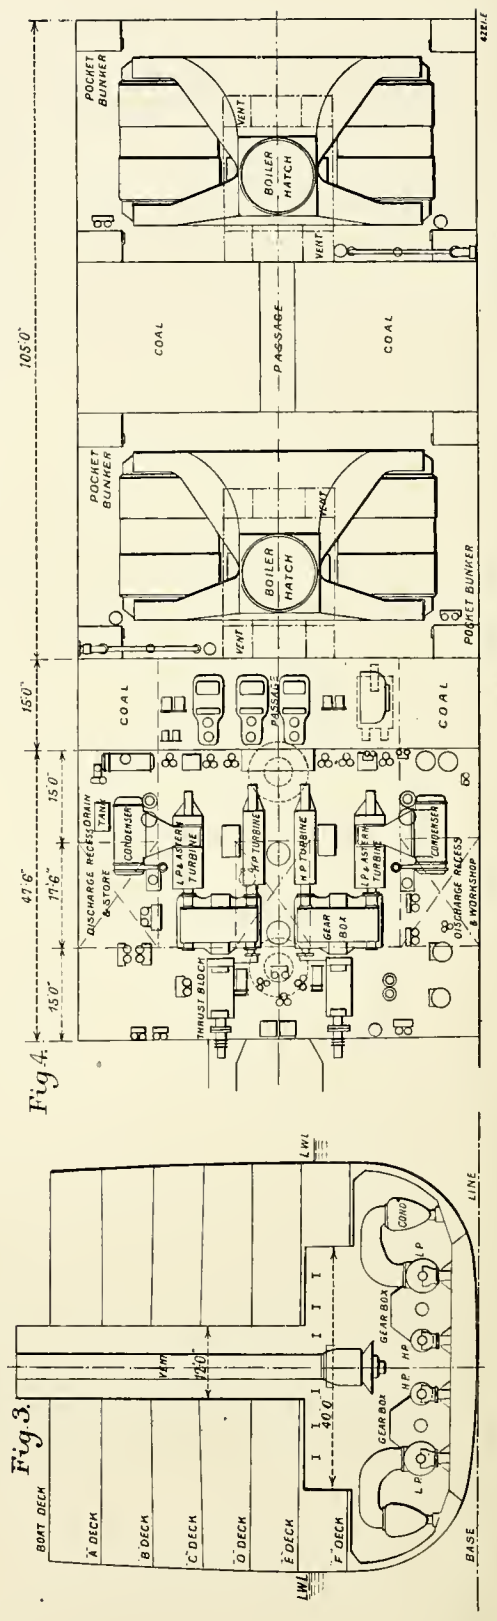 Fig. 4.
105'0"
15'0"
47'6"
15'0"
17'6"
15'0"
POCKET
BUNKER
VENT
BOILER
HATCH
VENT
COAL
PASSAGE
COAL
POCKET
BUNKER
VENT
BOILER
HATCH
VENT
POCKET BUNKER
COAL
PASSAGE
COAL
DRAIN
TANK
DISCHARGE RECESS
& STORE
CONDENSER
L P & ASTERN
TURBINE
H P TURBINE
H P TURBINE
L P & ASTERN
TURBINE
CONDENSER
DISCHARGE RECESS
& WORKSHOP
GEAR
BOX
THRUST BLOCK
4221.E
Fig. 3.
BOAT DECK
"A" DECK
"B" DECK
"C" DECK
"D" DECK
"E" DECK
"F" DECK
LWL
LWL
VENT
12'0"
40'0"
GEAR BOX
GEAR BOX
L.P.
H.P.
H.P.
L.P.
COND
BASE
LINE